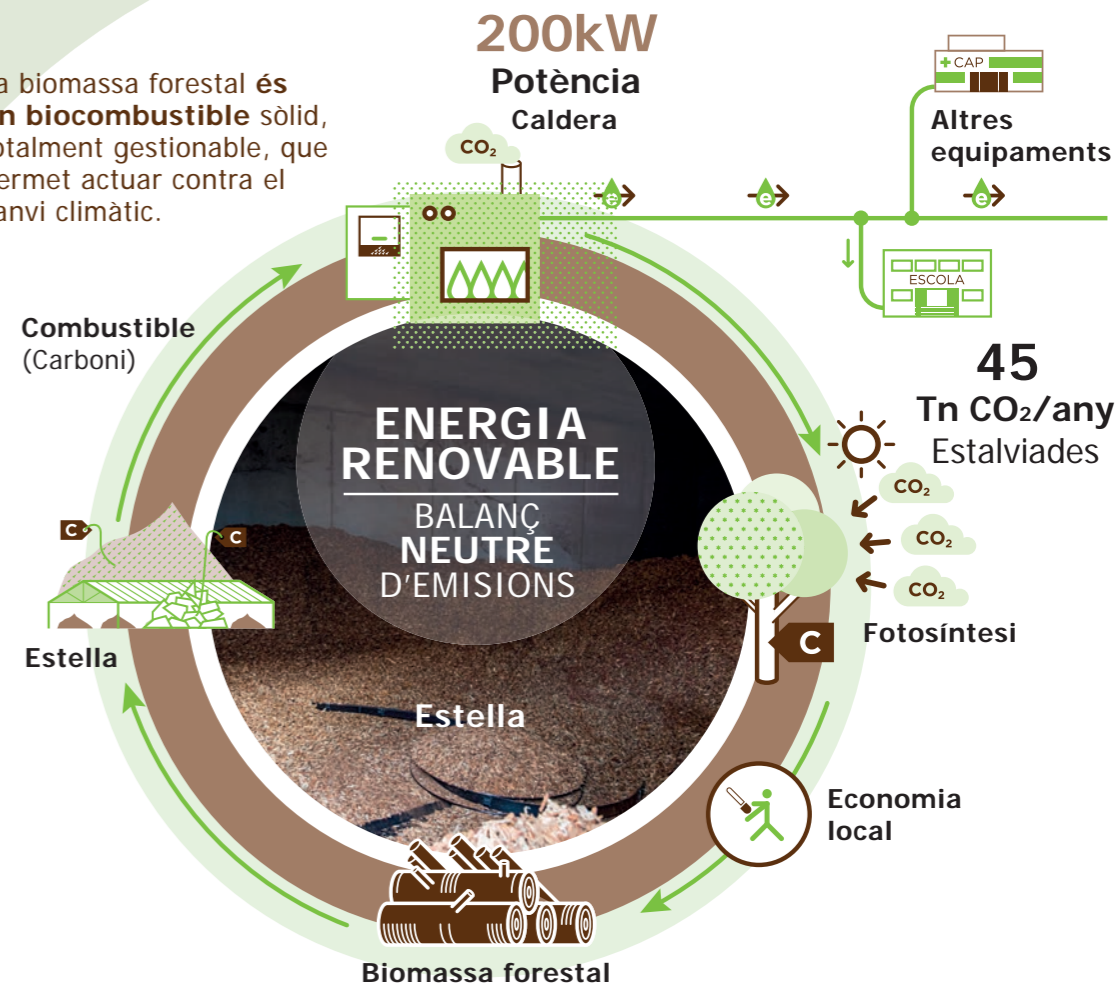 200kW
Potència
Caldera
a biomassa forestal és
n biocombustible sòlid,
otalment gestionable, que
ermet actuar contra el
anvi climàtic.
CO₂
+ CAP
Altres
equipaments
e
e
e
ESCOLA
Combustible
(Carboni)
45
Tn CO₂/any
Estalviades
ENERGIA
RENOVABLE
BALANÇ
NEUTRE
D'EMISIONS
CO₂
CO₂
CO₂
C
C
Estella
Fotosíntesi
C
Estella
Economia
local
Biomassa forestal